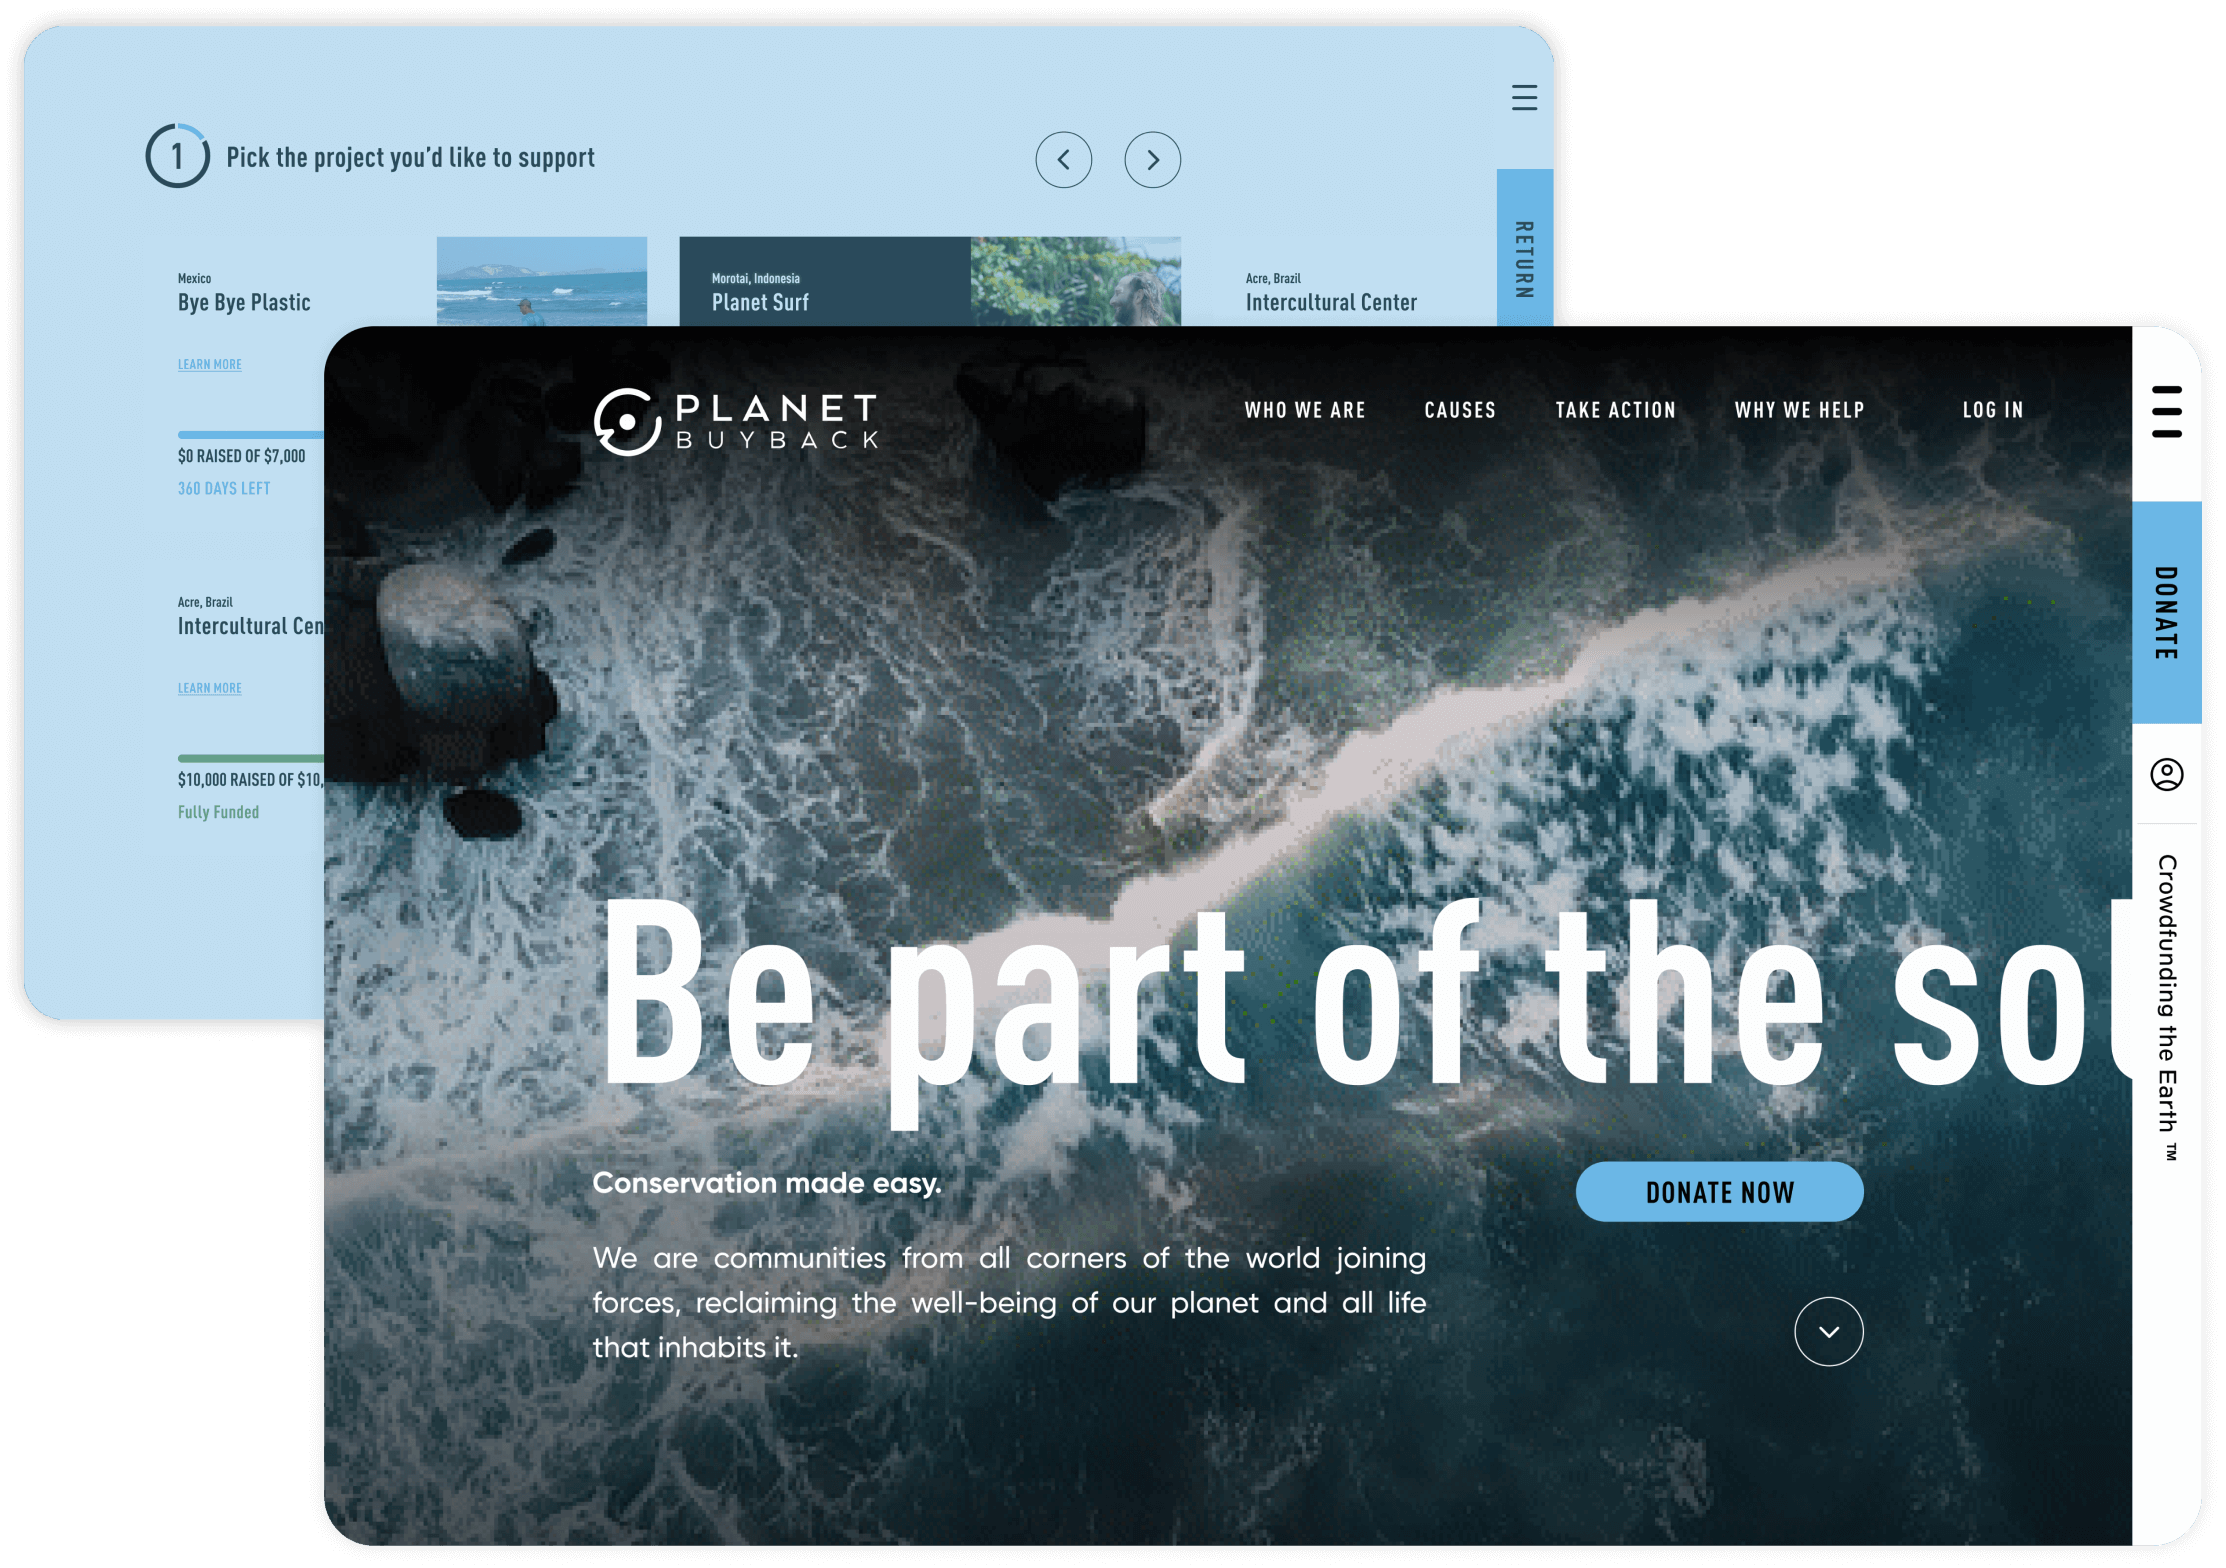 1
Pick the project you'd like to support
RETURN
Mexico
Bye Bye Plastic
LEARN MORE
$0 RAISED OF $7,000
360 DAYS LEFT
Morotai, Indonesia
Planet Surf
Acre, Brazil
Intercultural Center
Acre, Brazil
Intercultural Cen
LEARN MORE
$10,000 RAISED OF $10,
Fully Funded
PLANET
BUYBACK
WHO WE ARE
CAUSES
TAKE ACTION
WHY WE HELP
LOG IN
DONATE
Crowdfunding the Earth ™
Be part of the sol
Conservation made easy.
DONATE NOW
We are communities from all corners of the world joining
forces, reclaiming the well-being of our planet and all life
that inhabits it.